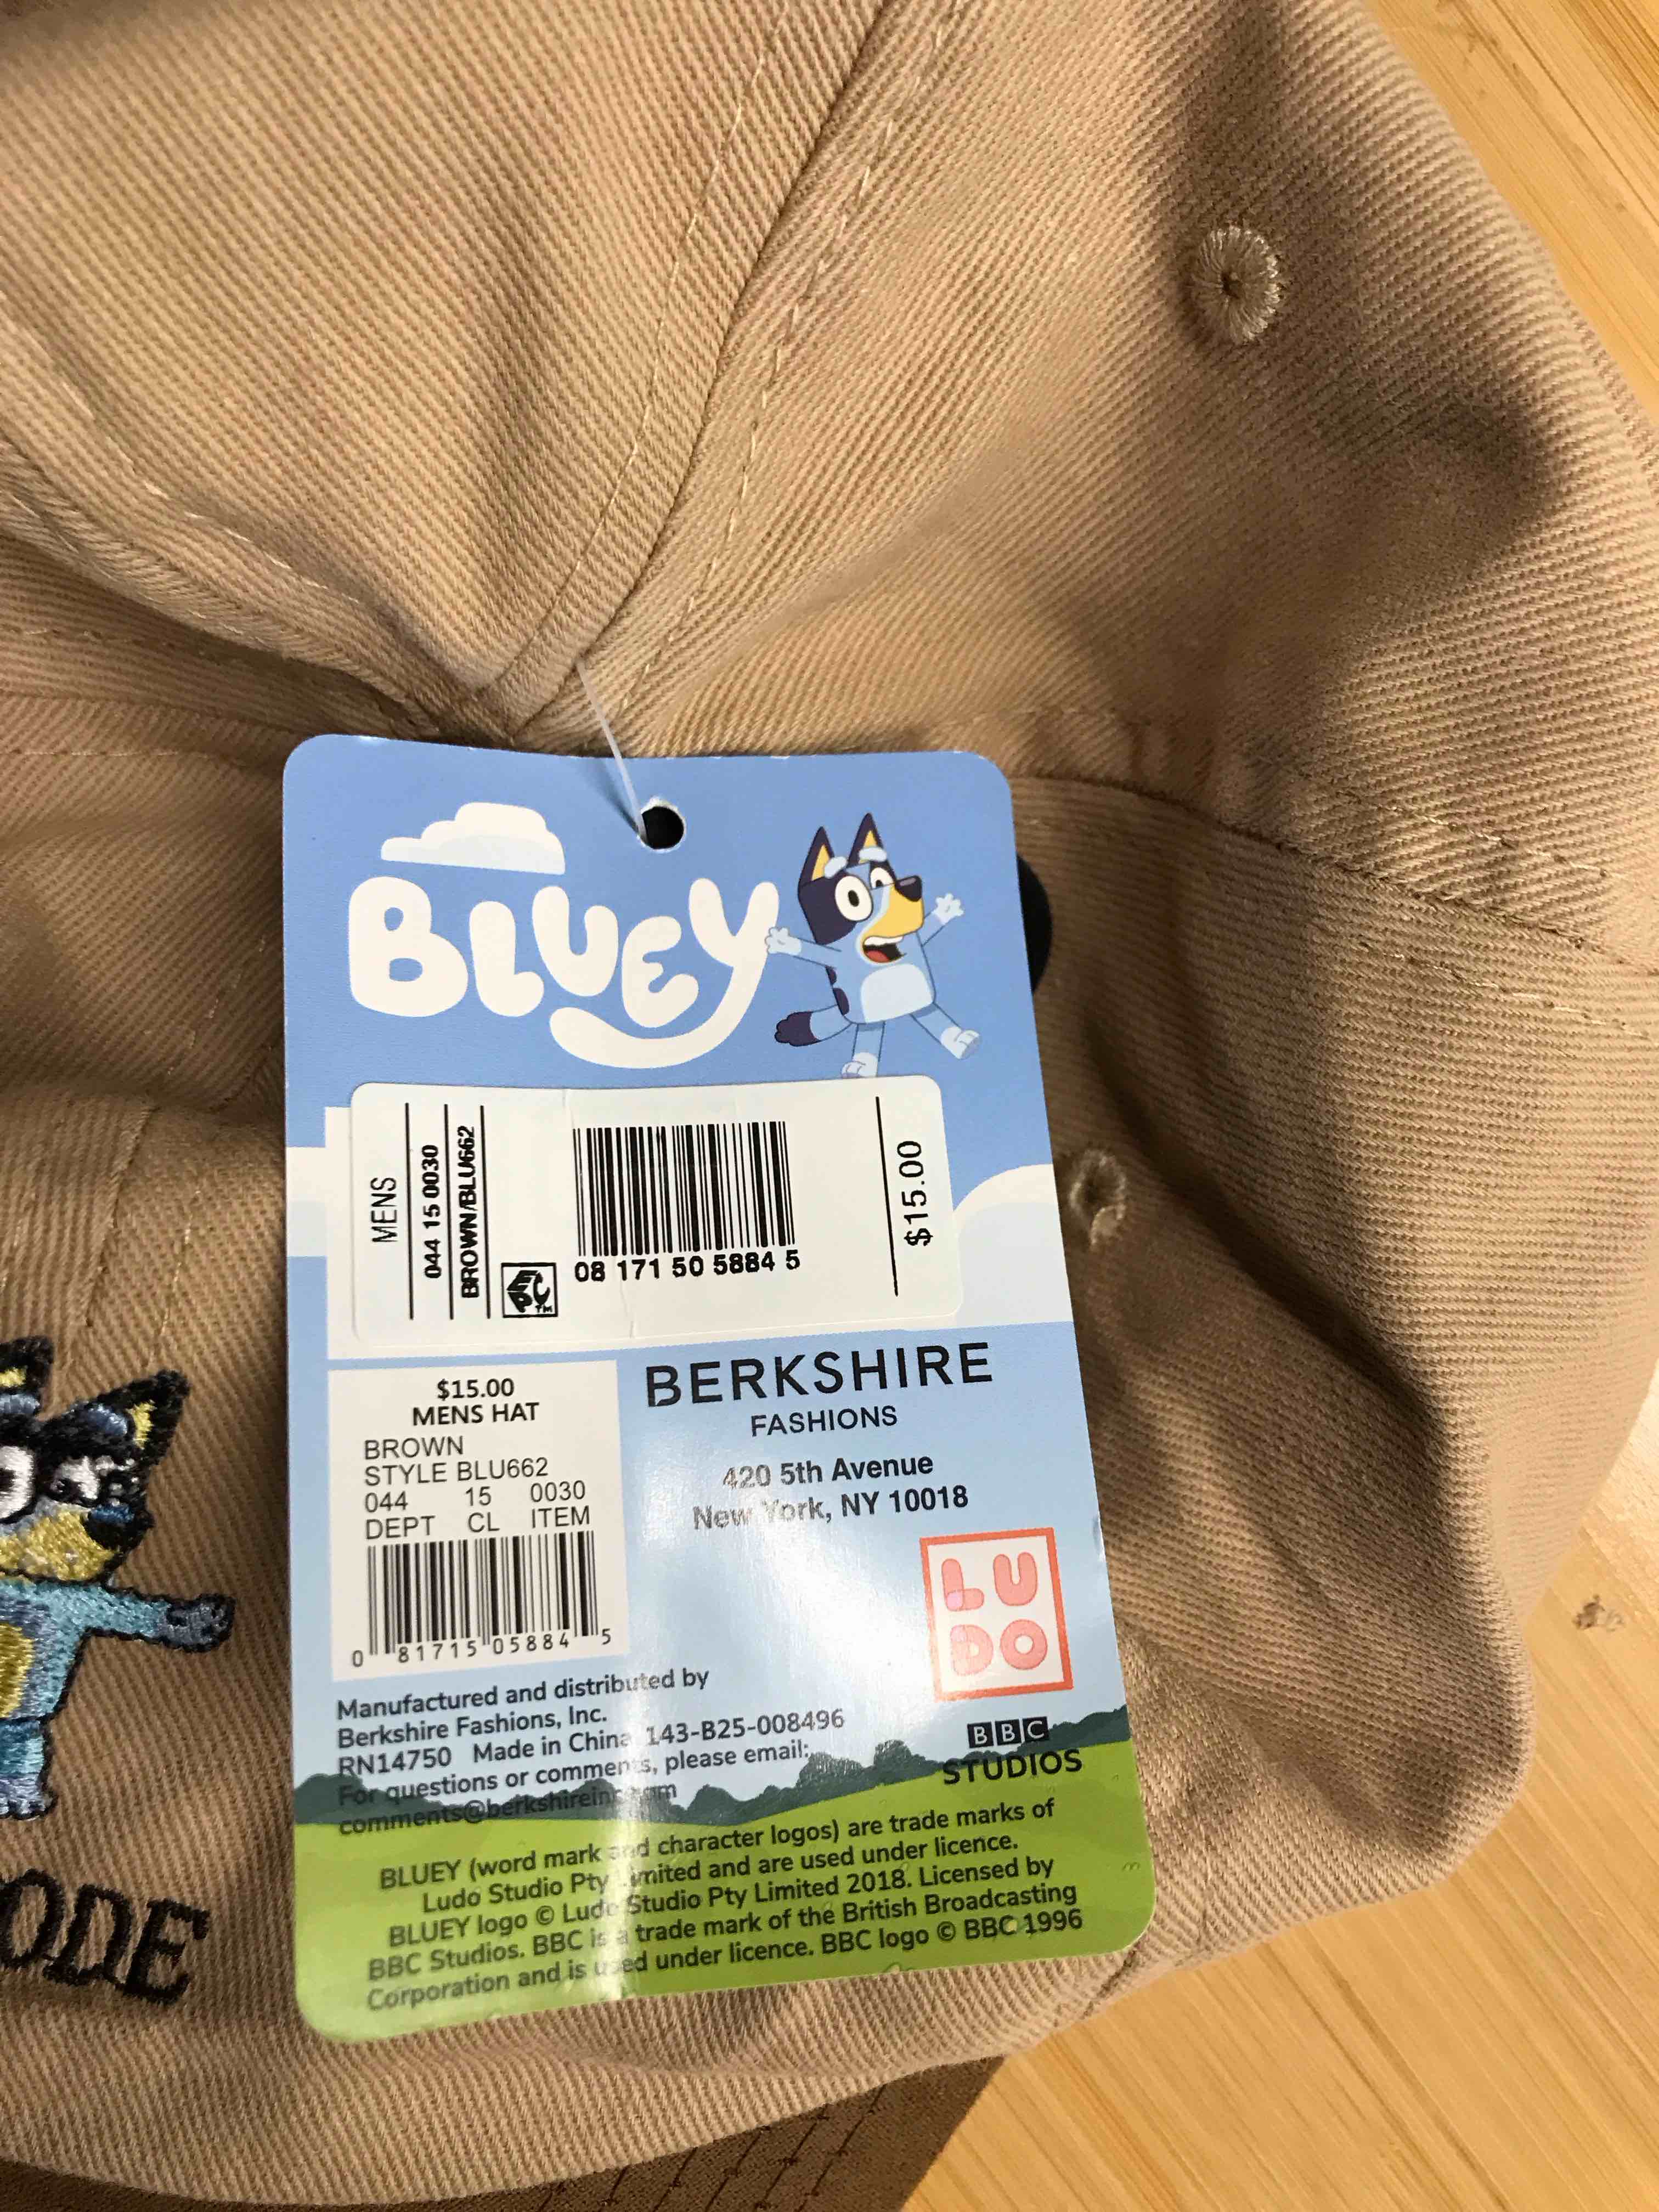 BLUEY
MENS
044 15 0030
BROWN/BLU662
EPC™
08 171 50 5884 5
$15.00
$15.00
MENS HAT
BROWN
STYLE BLU662
044 15 0030
DEPT CL ITEM
0 81715 05884 5
BERKSHIRE
FASHIONS
420 5th Avenue
New York, NY 10018
LU
DO
Manufactured and distributed by
Berkshire Fashions, Inc.
RN14750 Made in China 143-B25-008496
For questions or comments, please email:
BBC
STUDIOS
BLUEY (word mark and character logos) are trade marks of
Ludo Studio Pty Limited and are used under licence.
BLUEY logo © Ludo Studio Pty Limited 2018. Licensed by
BBC Studios. BBC is a trade mark of the British Broadcasting
Corporation and is used under licence. BBC logo © BBC 1996
ODE